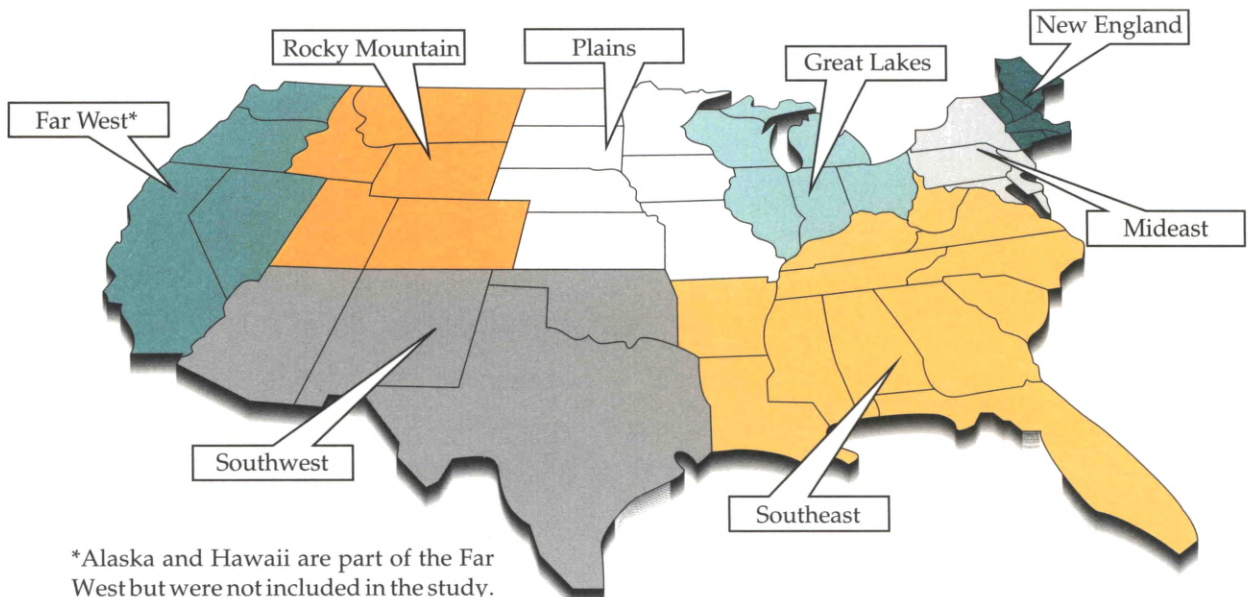 New England
Rocky Mountain
Plains
Great Lakes
Far West*
Mideast
Southwest
Southeast
*Alaska and Hawaii are part of the Far
West but were not included in the study.